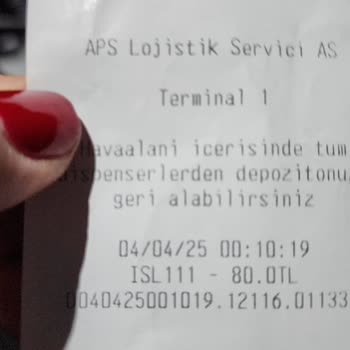 APS Lojistik Servici AS
Terminal 1
Havaalani icerisinde tum
dispenserlerden depozitonu
geri alabilirsiniz
04/04/25 00:10:19
ISL111 - 80.0TL
0040425001019.12116.01133